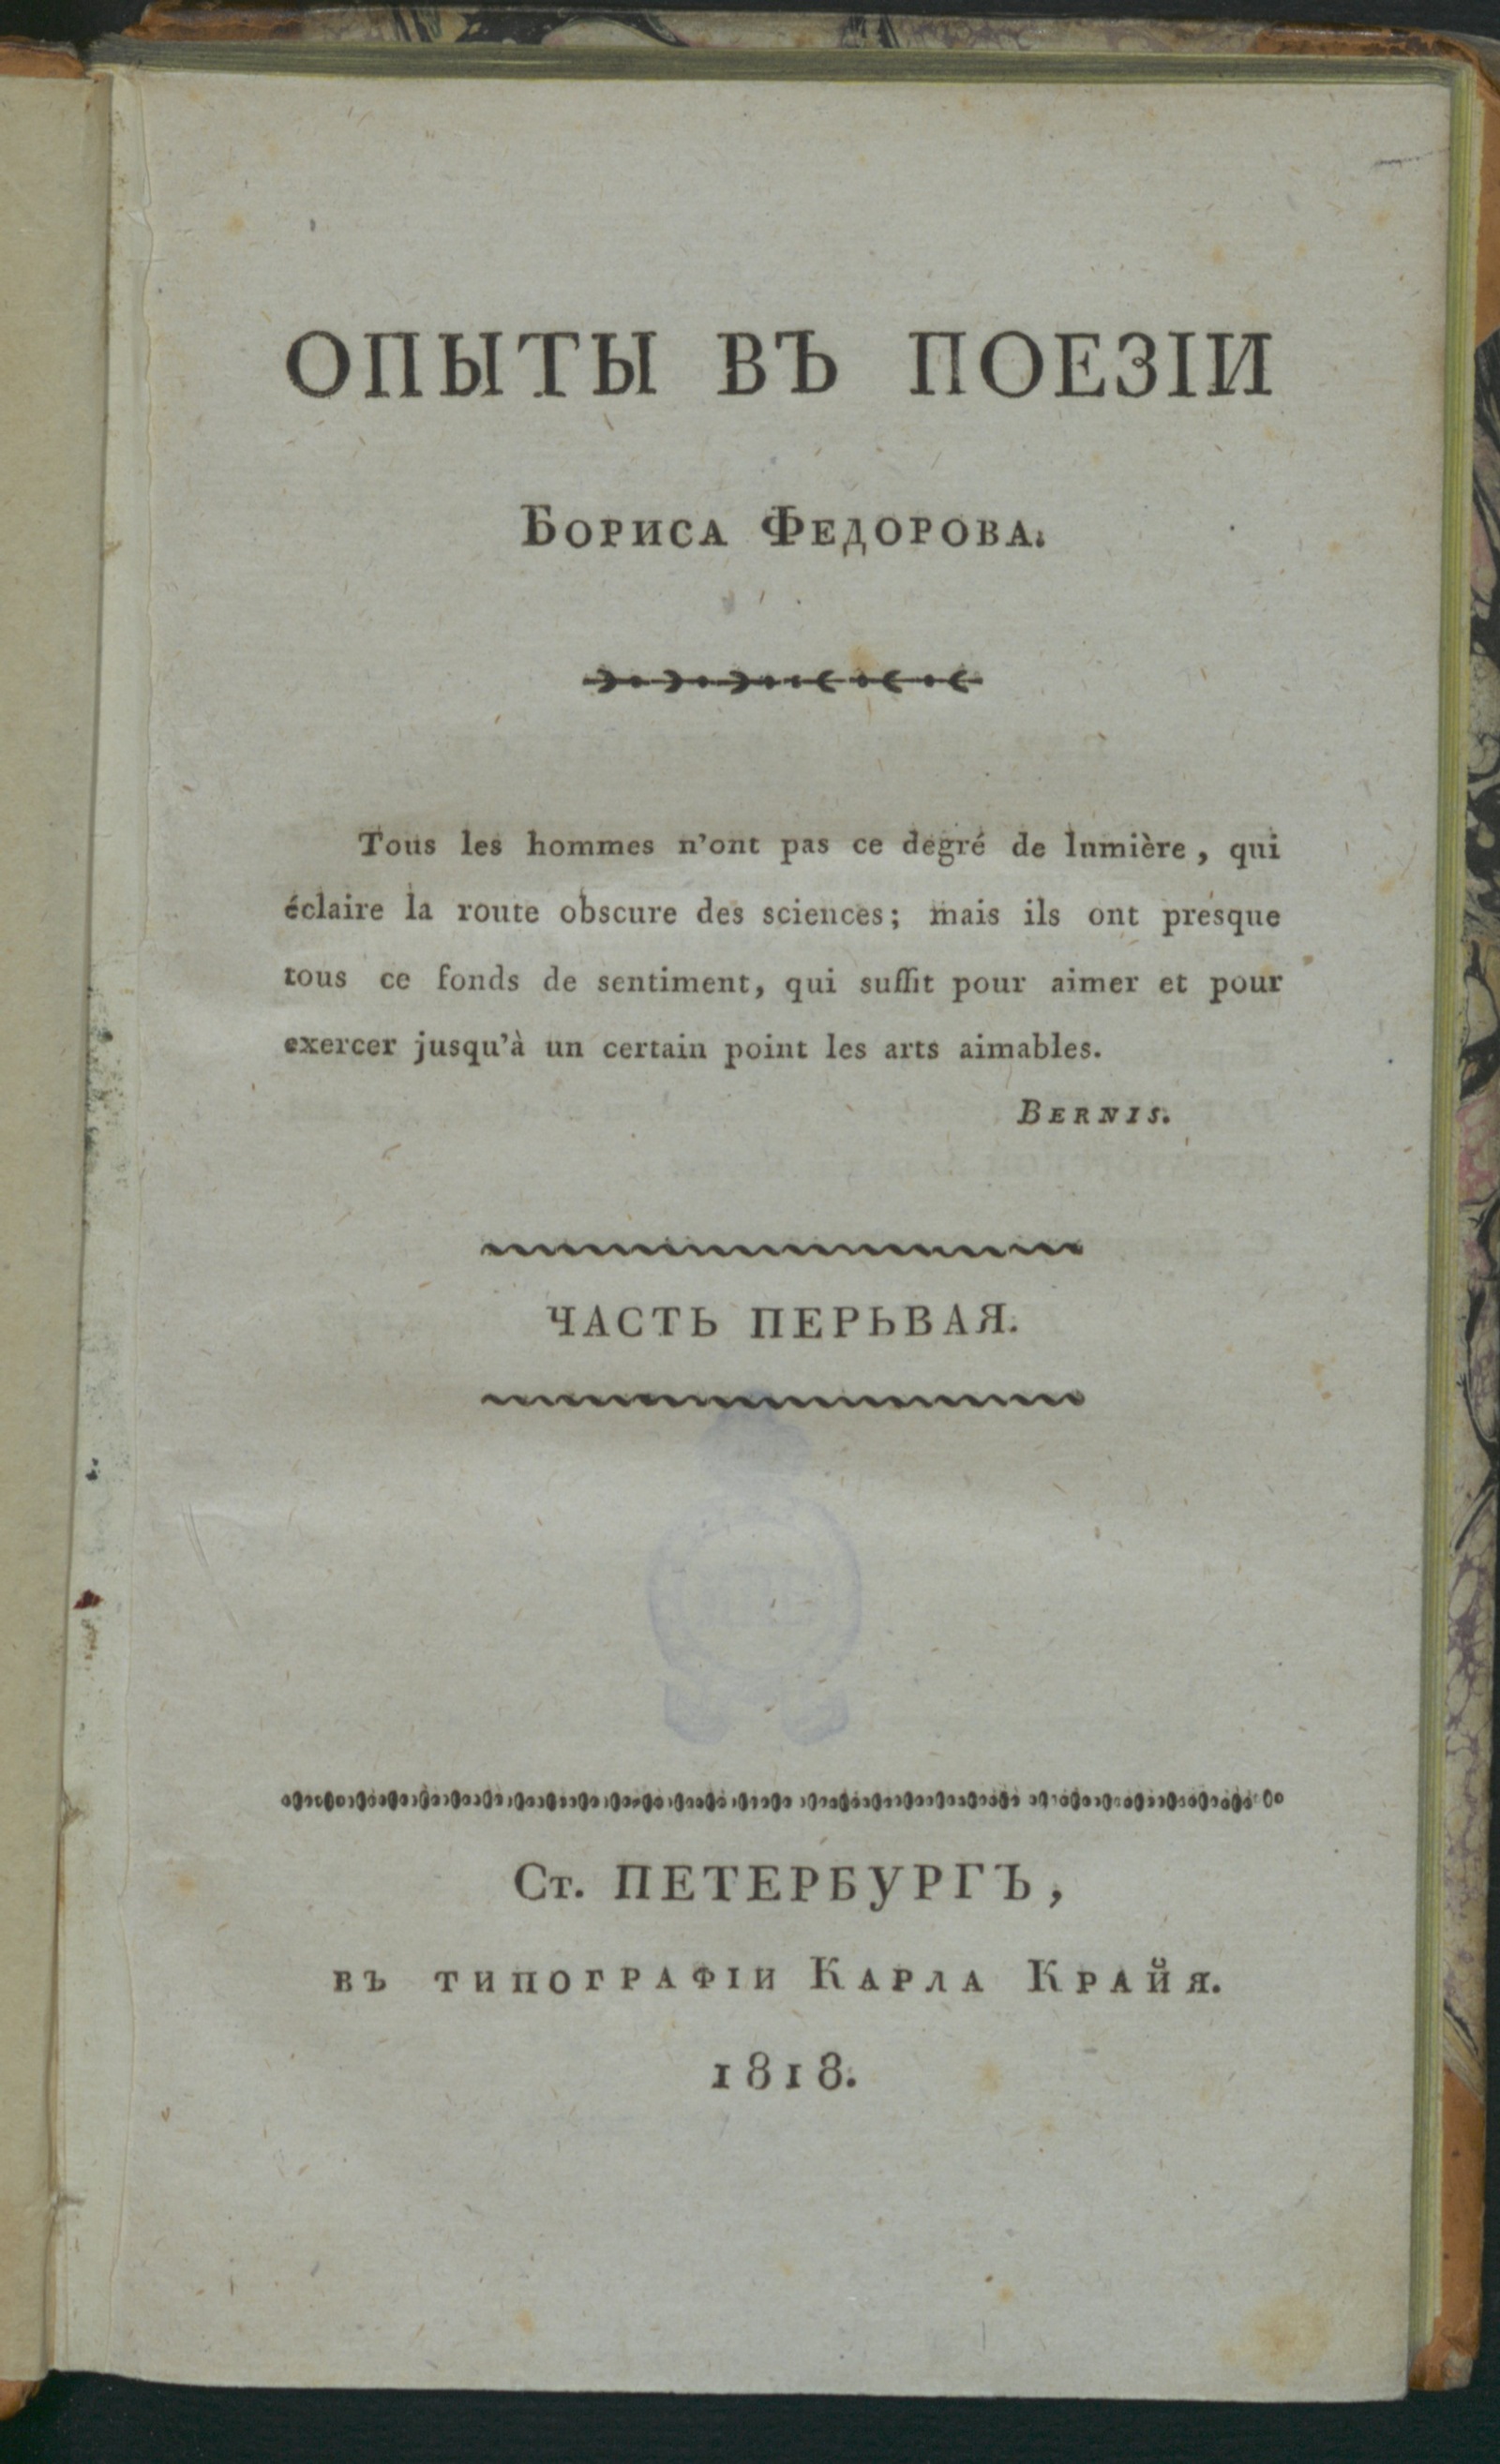 ОПЫТЫ ВЪ ПОЕЗІИ
БОРИСА ФЕДОРОВА.
Tous les hommes n'ont pas ce degré de lumière, qui
éclaire la route obscure des sciences; mais ils ont presque
tous ce fonds de sentiment, qui suffit pour aimer et pour
exercer jusqu'à un certain point les arts aimables.
BERNIS.
ЧАСТЬ ПЕРЬВАЯ.
Ст. ПЕТЕРБУРГЪ,
ВЪ ТИПОГРАФІИ КАРЛА КРАЙЯ.
1818.